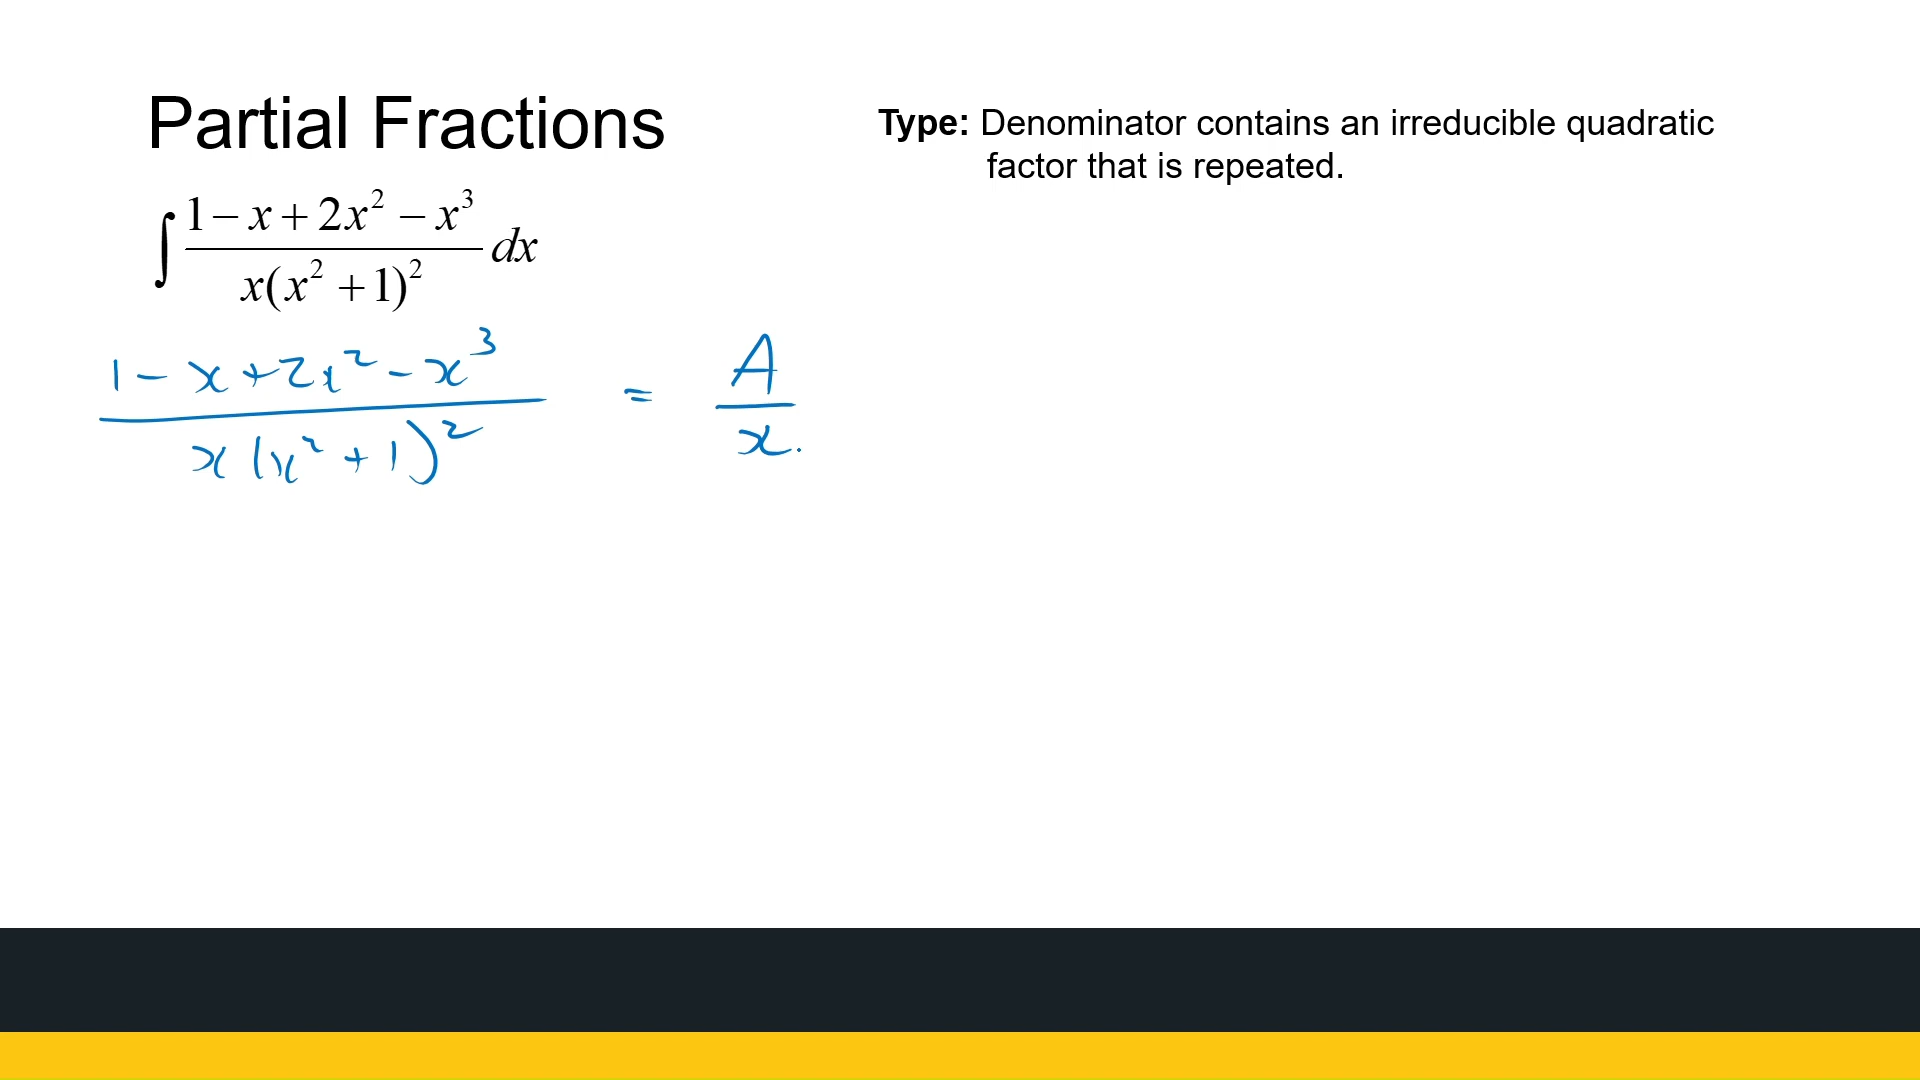 Partial Fractions
Type: Denominator contains an irreducible quadratic
factor that is repeated.
∫ (1 − x + 2x² − x³) / (x(x² + 1)²) dx
(1 − x + 2x² − x³) / (x(x² + 1)²) = A / x